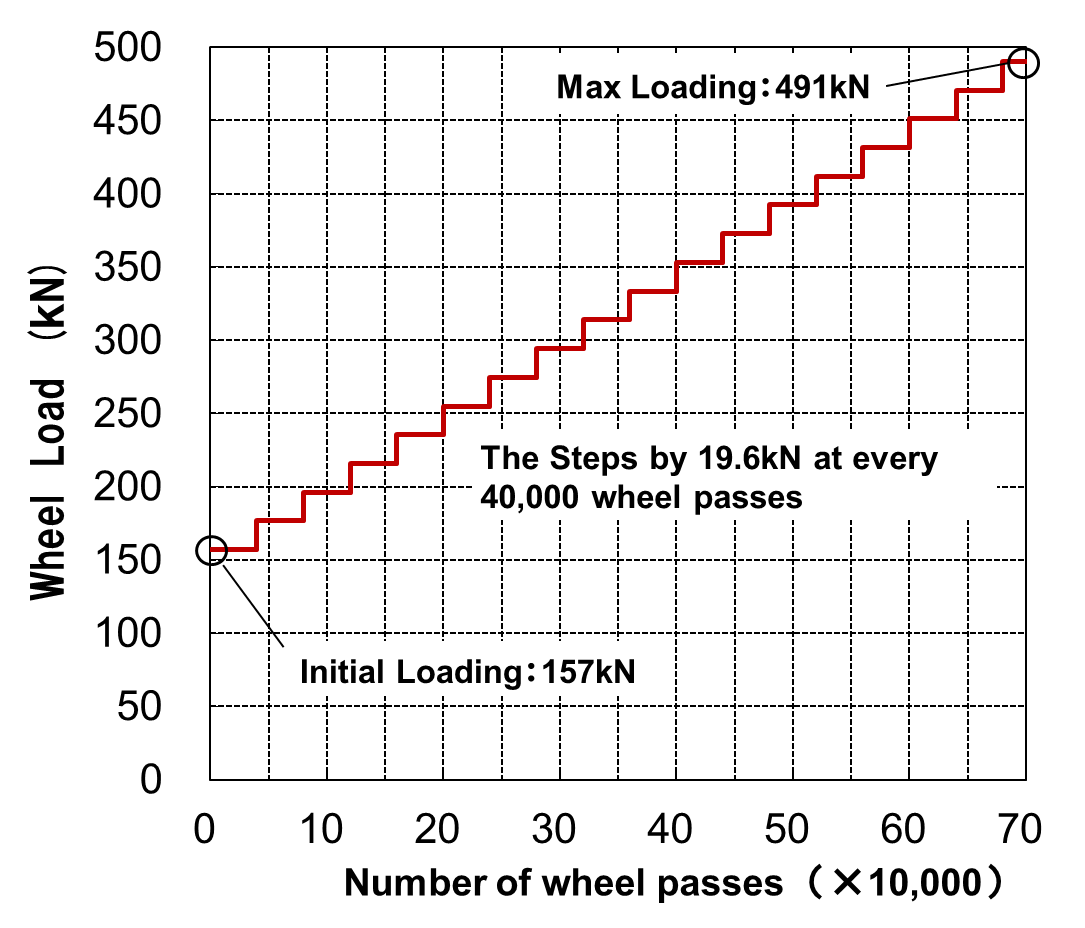 500
450
400
350
300
250
200
150
100
50
0
Wheel Load (kN)
Max Loading：491kN
The Steps by 19.6kN at every
40,000 wheel passes
Initial Loading：157kN
0 10 20 30 40 50 60 70
Number of wheel passes（×10,000）